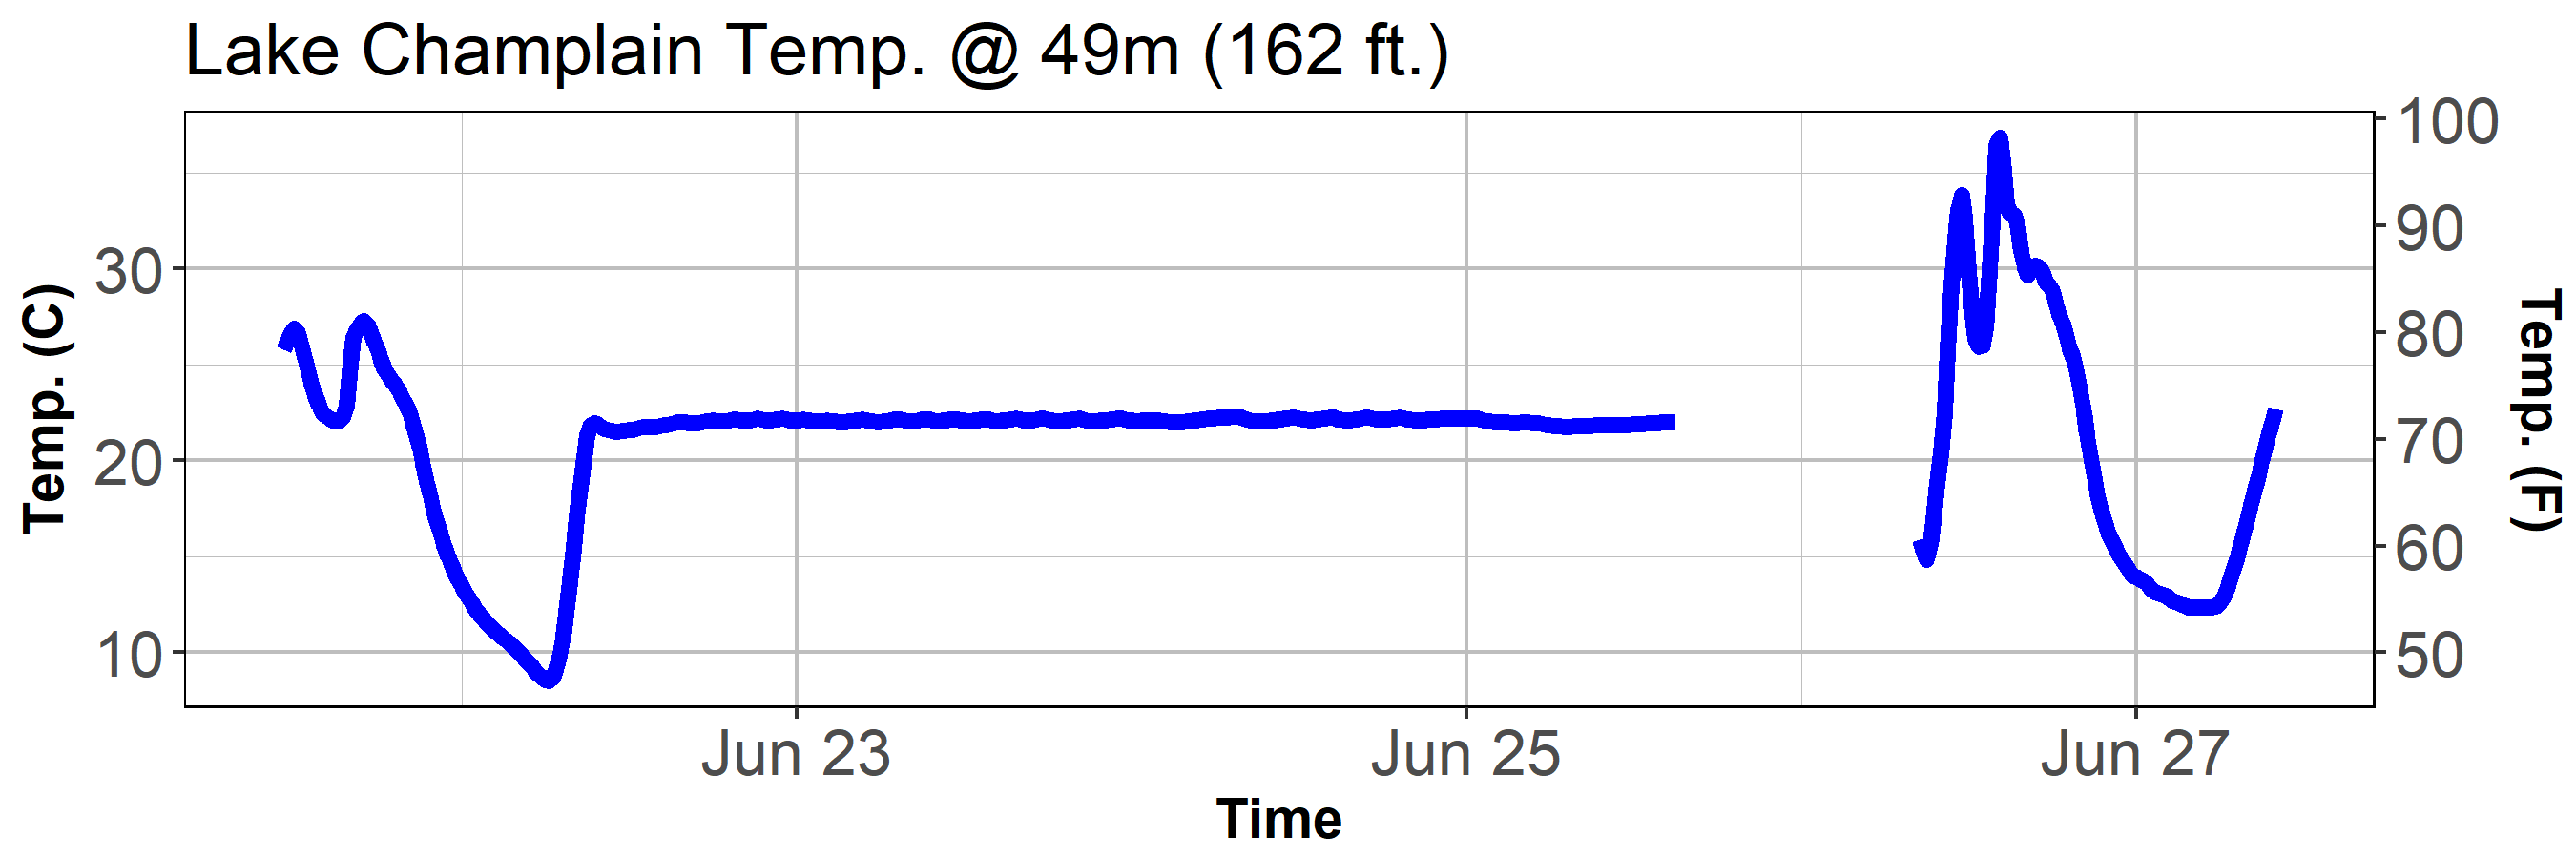 Lake Champlain Temp. @ 49m (162 ft.)
Temp. (C)
30
20
10
100
90
80
70
60
50
Temp. (F)
Jun 23
Jun 25
Jun 27
Time